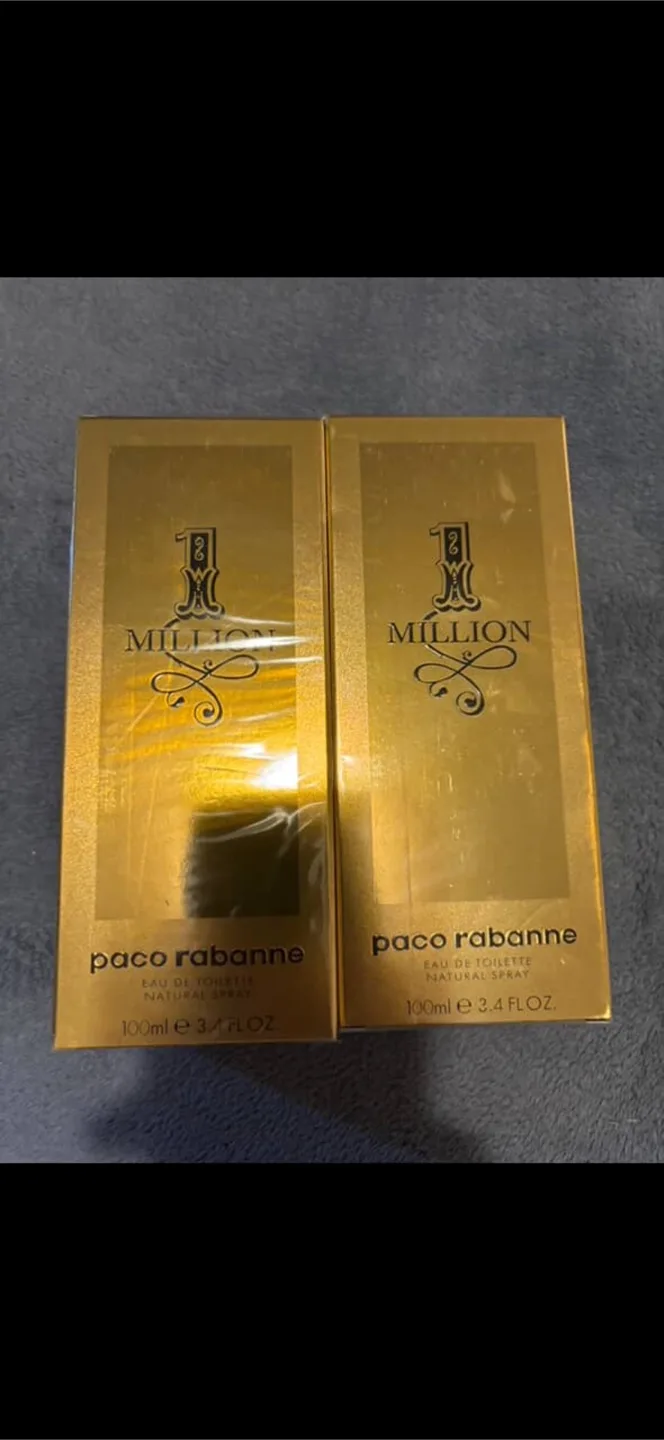 1
MILLION
paco rabanne
EAU DE TOILETTE
NATURAL SPRAY
100ml e 3.4 FL OZ.
1
MILLION
paco rabanne
EAU DE TOILETTE
NATURAL SPRAY
100ml e 3.4 FL OZ.